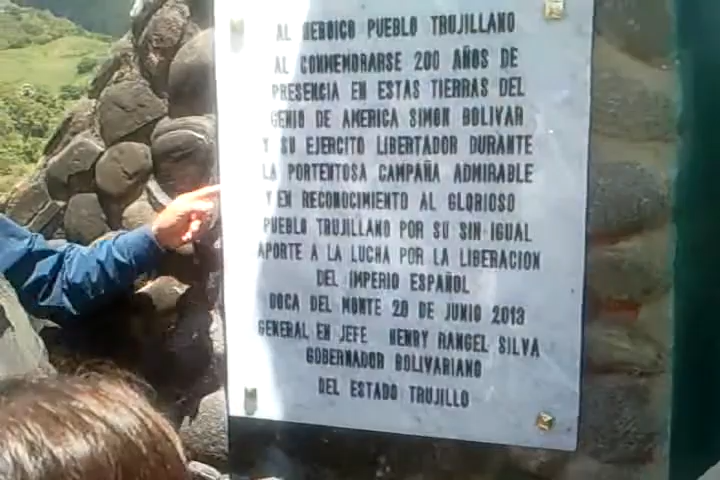 AL HEROICO PUEBLO TRUJILLANO
AL CONMEMORARSE 200 AÑOS DE
PRESENCIA EN ESTAS TIERRAS DEL
GENIO DE AMERICA SIMON BOLIVAR
Y SU EJERCITO LIBERTADOR DURANTE
LA PORTENTOSA CAMPAÑA ADMIRABLE
Y EN RECONOCIMIENTO AL GLORIOSO
PUEBLO TRUJILLANO POR SU SIN-IGUAL
APORTE A LA LUCHA POR LA LIBERACION
DEL IMPERIO ESPAÑOL
BOCA DEL MONTE 20 DE JUNIO 2013
GENERAL EN JEFE HENRY RANGEL SILVA
GOBERNADOR BOLIVARIANO
DEL ESTADO TRUJILLO